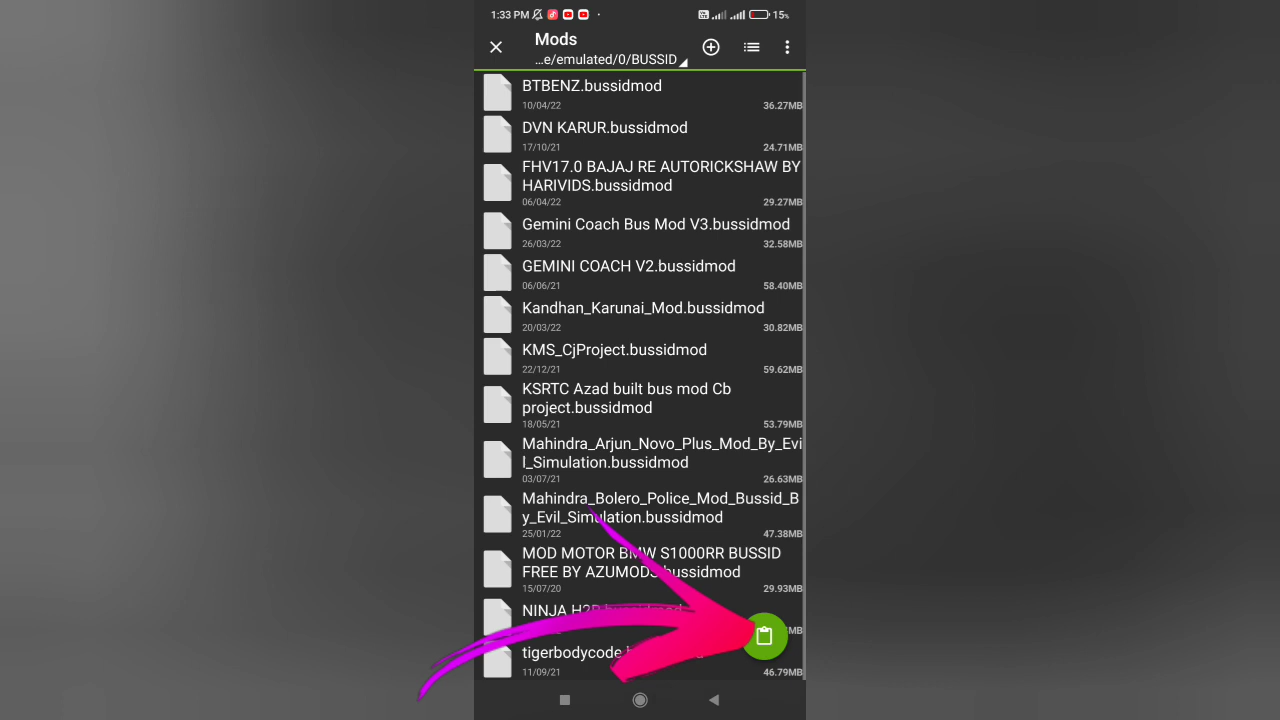 1:33 PM
15%
Mods
...e/emulated/0/BUSSID
BTBENZ.bussidmod
10/04/22
36.27MB
DVN KARUR.bussidmod
17/10/21
24.71MB
FHV17.0 BAJAJ RE AUTORICKSHAW BY
HARIVIDS.bussidmod
06/04/22
29.27MB
Gemini Coach Bus Mod V3.bussidmod
26/03/22
32.58MB
GEMINI COACH V2.bussidmod
06/06/21
58.40MB
Kandhan_Karunai_Mod.bussidmod
20/03/22
30.82MB
KMS_CjProject.bussidmod
22/12/21
59.62MB
KSRTC Azad built bus mod Cb
project.bussidmod
18/05/21
53.79MB
Mahindra_Arjun_Novo_Plus_Mod_By_Evi
l_Simulation.bussidmod
03/07/21
26.63MB
Mahindra_Bolero_Police_Mod_Bussid_B
y_Evil_Simulation.bussidmod
25/01/22
47.38MB
MOD MOTOR BMW S1000RR BUSSID
FREE BY AZUMODS.bussidmod
15/07/20
29.93MB
NINJA H2R.bussidmod
MB
tigerbodycode.
11/09/21
46.79MB